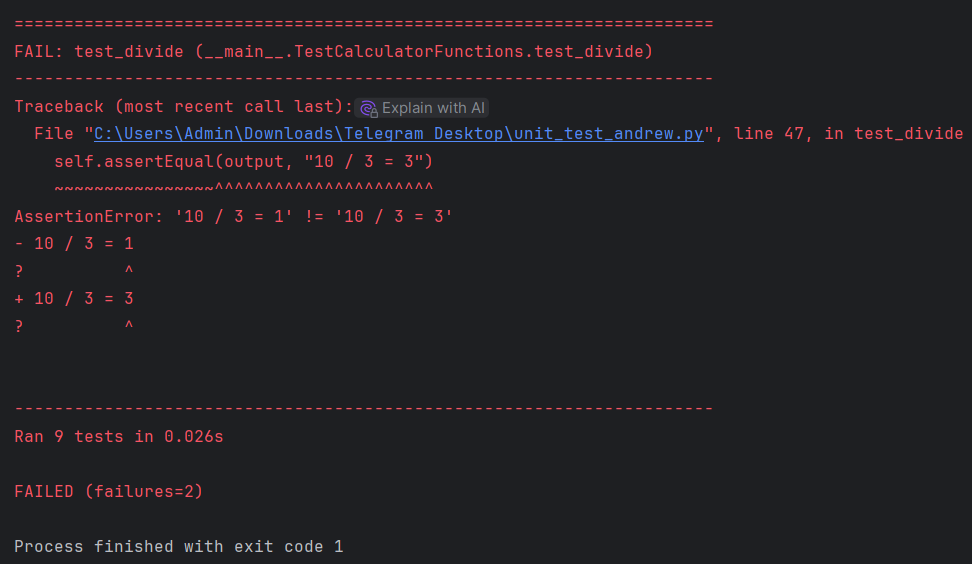 ======================================================================
FAIL: test_divide (__main__.TestCalculatorFunctions.test_divide)
----------------------------------------------------------------------
Traceback (most recent call last): Explain with AI
  File "C:\Users\Admin\Downloads\Telegram Desktop\unit_test_andrew.py", line 47, in test_divide
    self.assertEqual(output, "10 / 3 = 3")
    ~~~~~~~~~~~~~~~~^^^^^^^^^^^^^^^^^^^^^^
AssertionError: '10 / 3 = 1' != '10 / 3 = 3'
- 10 / 3 = 1
?          ^
+ 10 / 3 = 3
?          ^
----------------------------------------------------------------------
Ran 9 tests in 0.026s
FAILED (failures=2)
Process finished with exit code 1